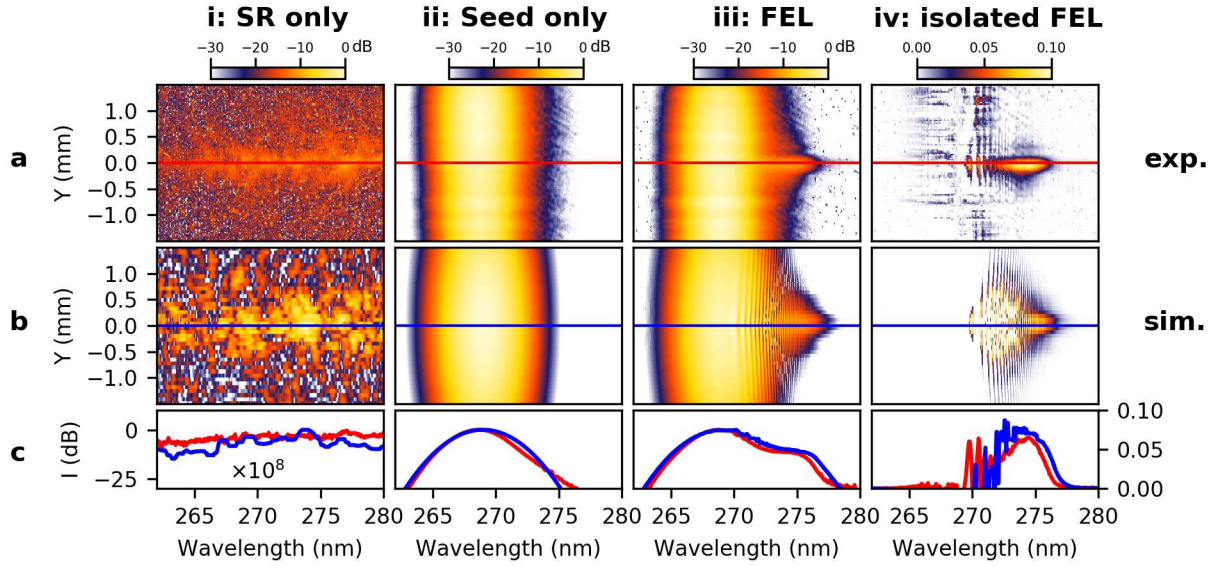 i: SR only
ii: Seed only
iii: FEL
iv: isolated FEL
−30 −20 −10 0 dB
−30 −20 −10 0 dB
−30 −20 −10 0 dB
0.00 0.05 0.10
a
Y (mm)
1.0
0.5
0.0
−0.5
−1.0
exp.
b
Y (mm)
1.0
0.5
0.0
−0.5
−1.0
sim.
c
I (dB)
0
−25
×10⁸
0.10
0.05
0.00
265 270 275 280
265 270 275 280
265 270 275 280
265 270 275 280
Wavelength (nm)
Wavelength (nm)
Wavelength (nm)
Wavelength (nm)